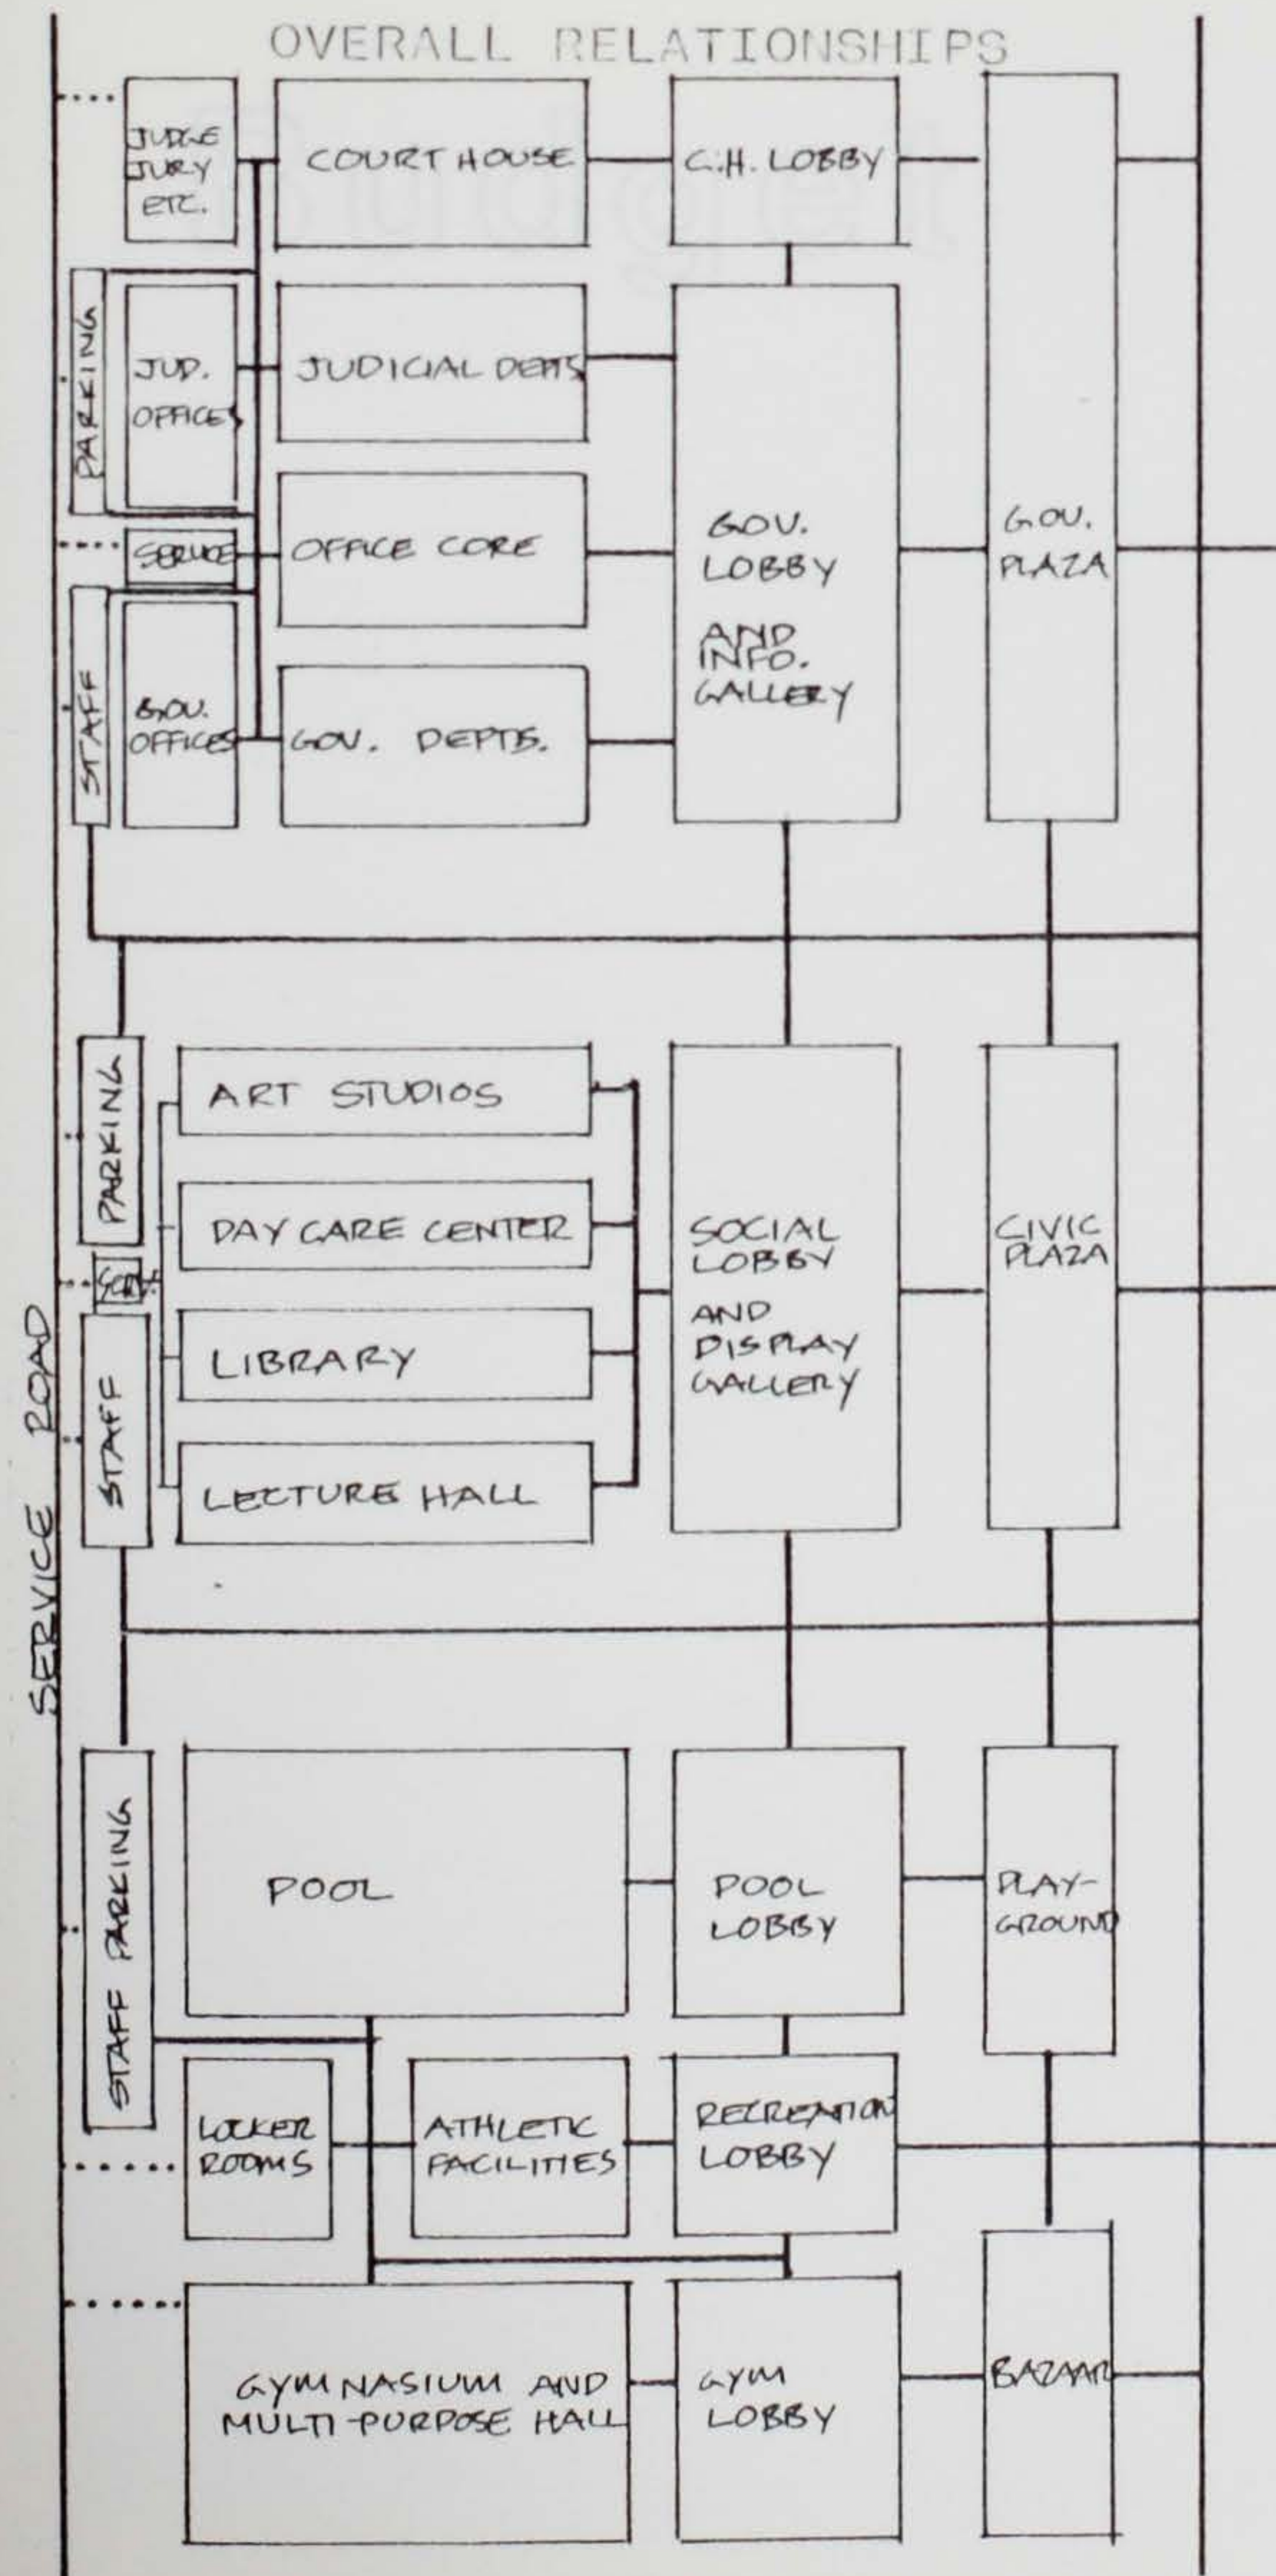 OVERALL RELATIONSHIPS
JUDGE
JURY
ETC.
COURT HOUSE
C.H. LOBBY
PARKING
JUD.
OFFICES
JUDICIAL DEPTS
SERVICE
OFFICE CORE
GOV.
LOBBY
AND
INFO.
GALLERY
GOV.
PLAZA
STAFF
GOV.
OFFICES
GOV. DEPTS.
PARKING
ART STUDIOS
DAY CARE CENTER
SOCIAL
LOBBY
AND
DISPLAY
GALLERY
CIVIC
PLAZA
SERV.
LIBRARY
STAFF
LECTURE HALL
SERVICE ROAD
STAFF PARKING
POOL
POOL
LOBBY
PLAY-
GROUND
LOCKER
ROOMS
ATHLETIC
FACILITIES
RECREATION
LOBBY
GYMNASIUM AND
MULTI-PURPOSE HALL
GYM
LOBBY
BAZAAR